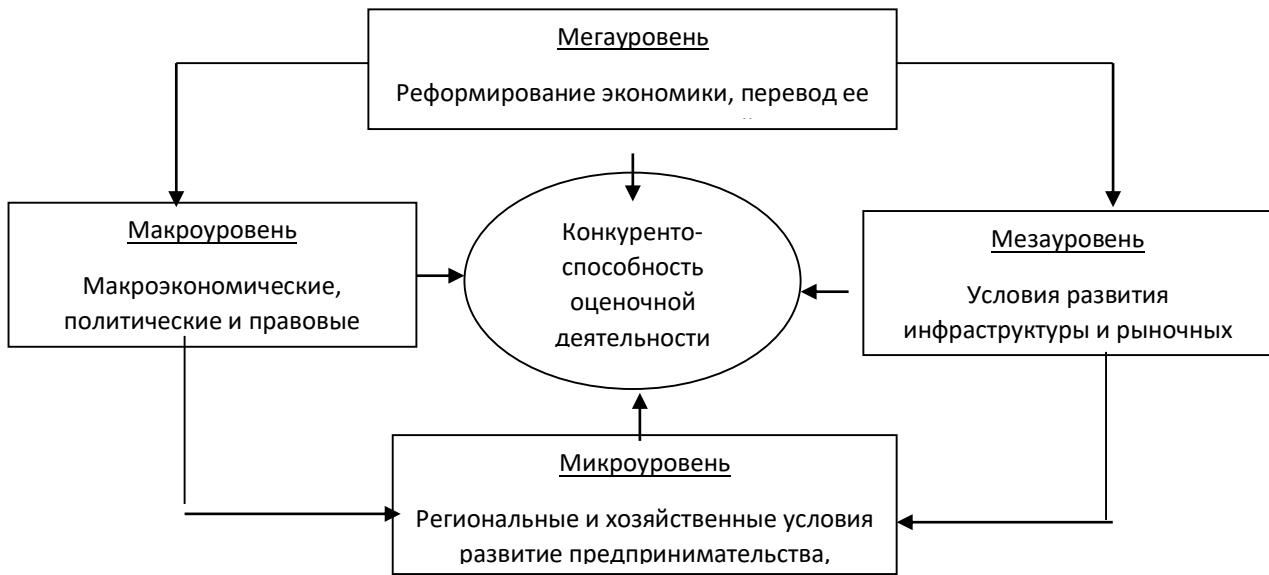 Мегауровень
Реформирование экономики, перевод ее
Макроуровень
Макроэкономические,
политические и правовые
Конкуренто-
способность
оценочной
деятельности
Мезауровень
Условия развития
инфраструктуры и рыночных
Микроуровень
Региональные и хозяйственные условия
развитие предпринимательства,